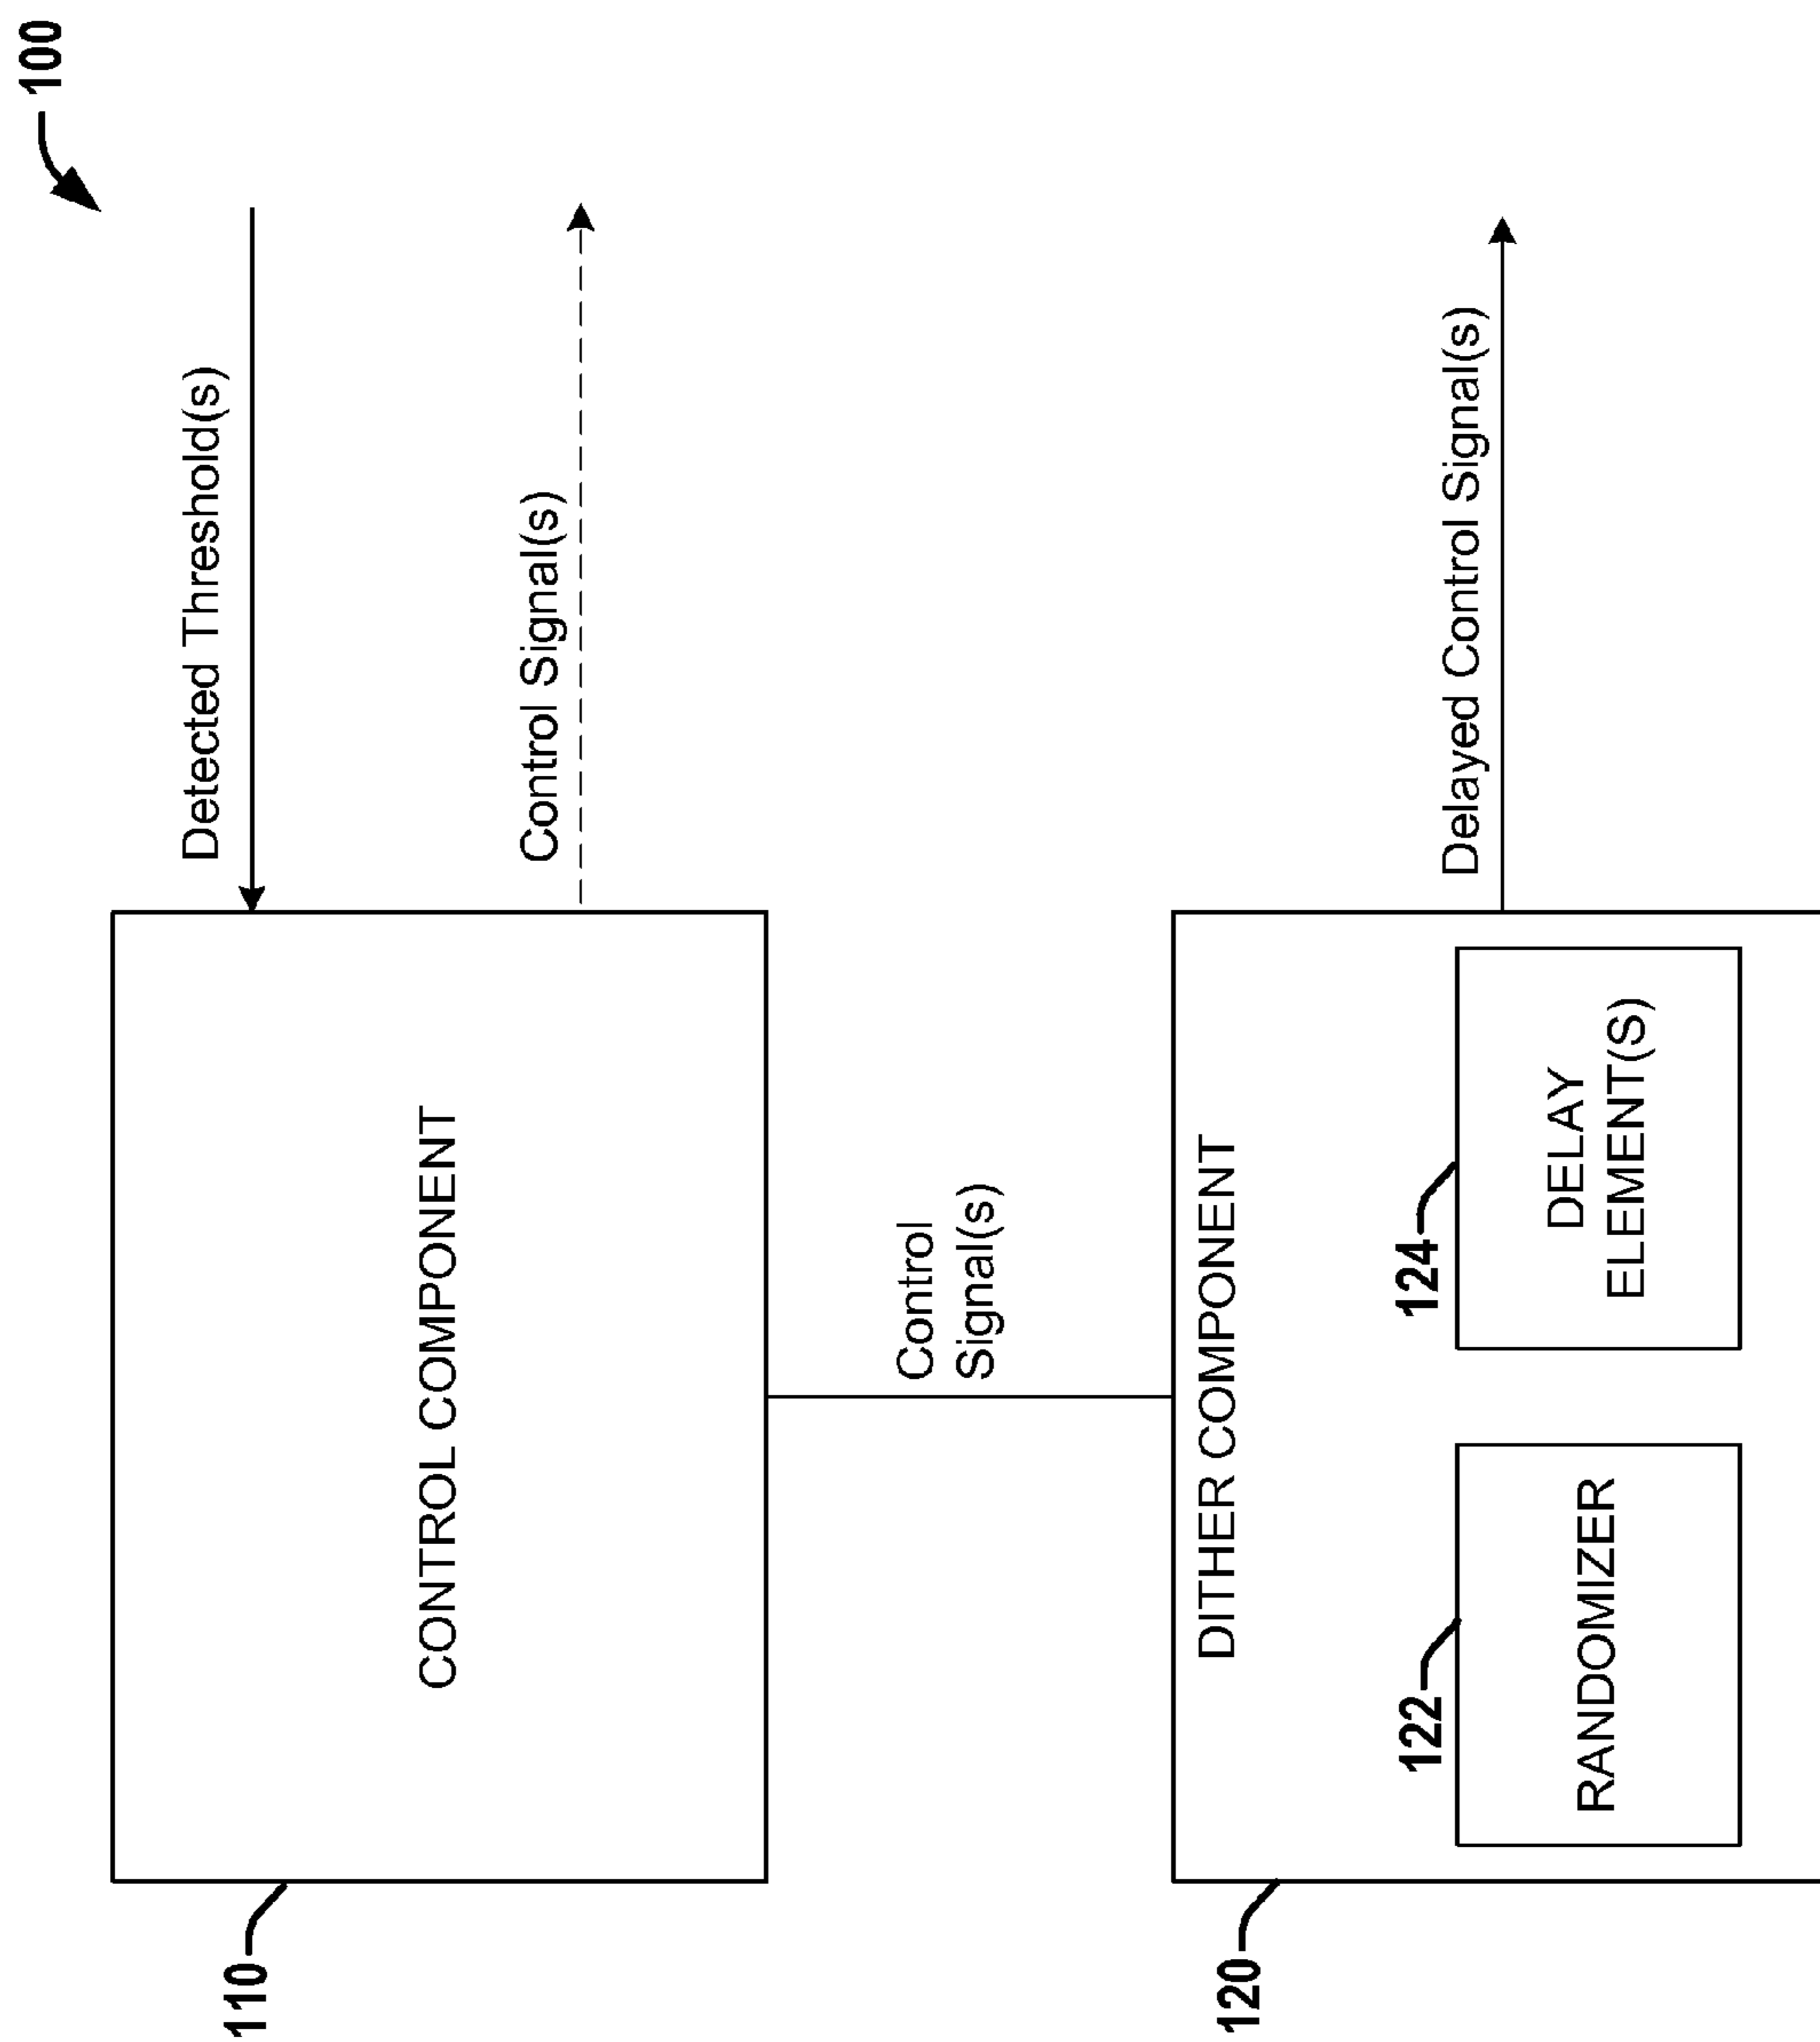 100
Detected Threshold(s)
Control Signal(s)
110
CONTROL COMPONENT
Control
Signal(s)
120
DITHER COMPONENT
122
RANDOMIZER
124
DELAY
ELEMENT(S)
Delayed Control Signal(s)